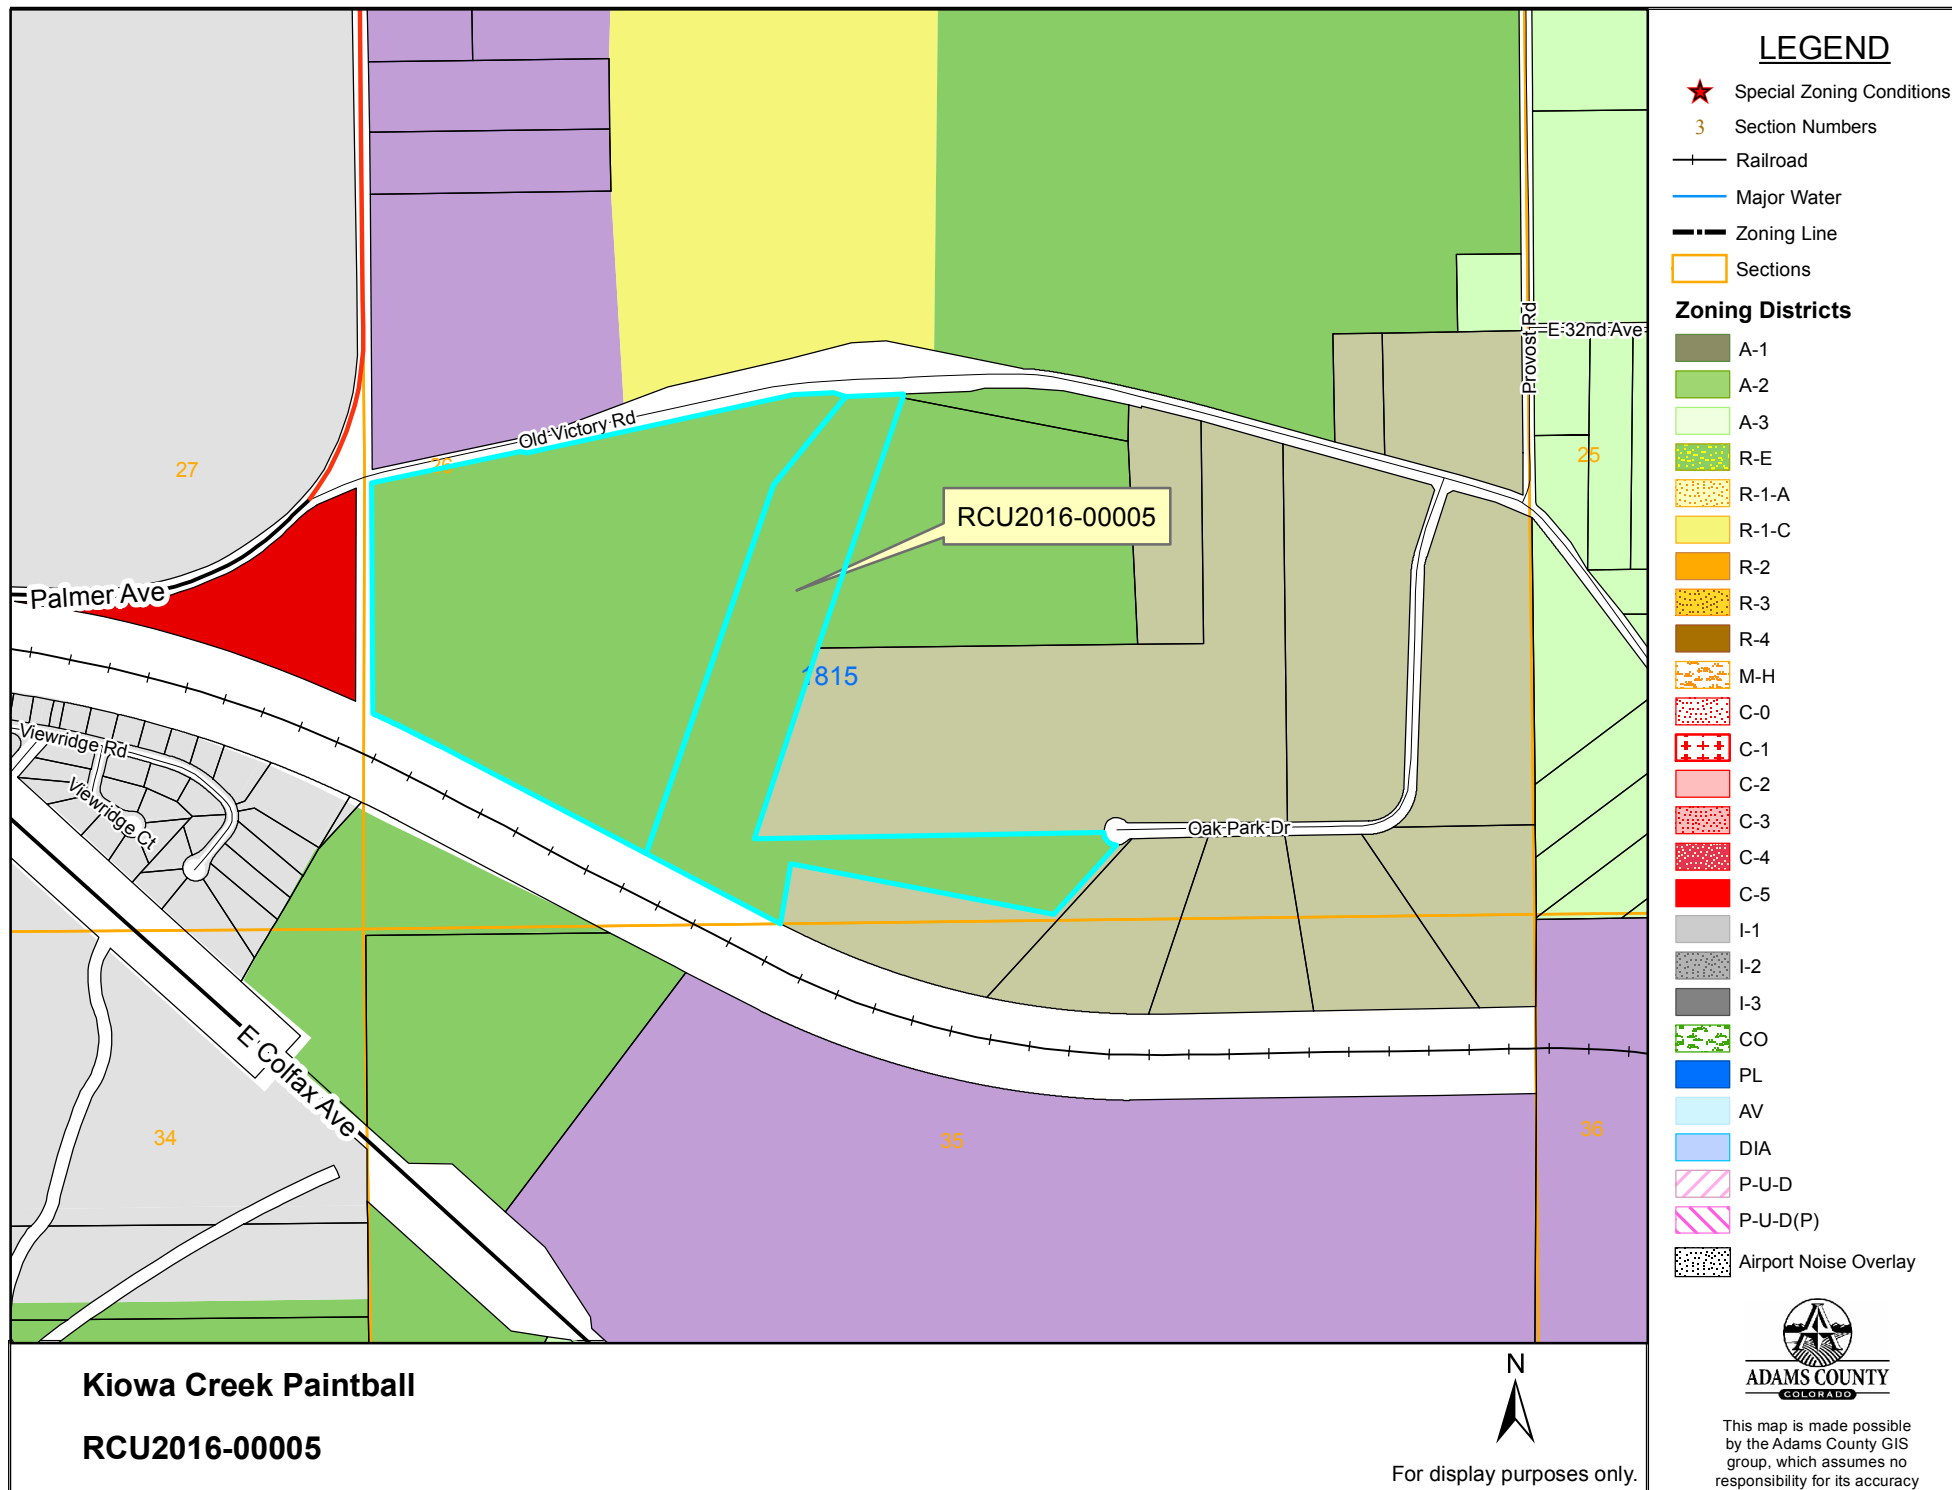 27
26
25
34
35
36
1815
Old Victory Rd
RCU2016-00005
Provost Rd
E 32nd Ave
Palmer Ave
Viewridge Rd
Viewridge Ct
Oak Park Dr
E Colfax Ave
LEGEND
Special Zoning Conditions
3 Section Numbers
Railroad
Major Water
Zoning Line
Sections
Zoning Districts
A-1
A-2
A-3
R-E
R-1-A
R-1-C
R-2
R-3
R-4
M-H
C-0
C-1
C-2
C-3
C-4
C-5
I-1
I-2
I-3
CO
PL
AV
DIA
P-U-D
P-U-D(P)
Airport Noise Overlay
ADAMS COUNTY
COLORADO
This map is made possible
by the Adams County GIS
group, which assumes no
responsibility for its accuracy
Kiowa Creek Paintball
RCU2016-00005
N
For display purposes only.